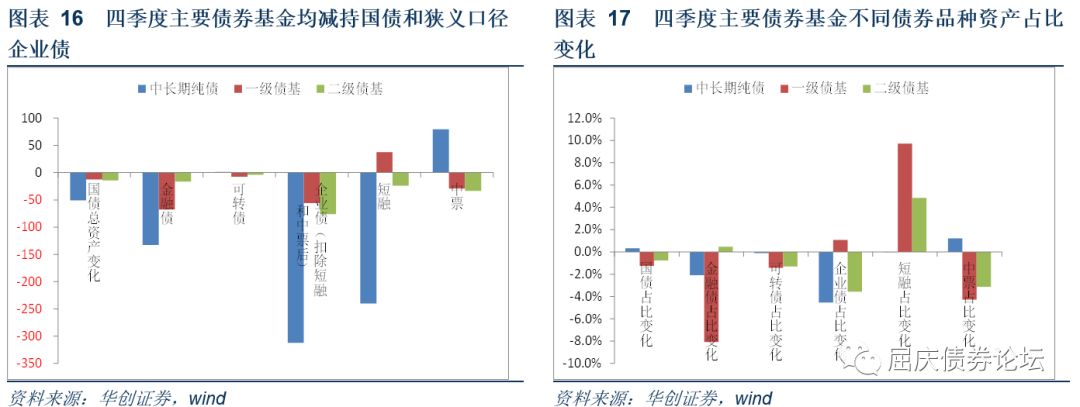 图表 16 四季度主要债券基金均减持国债和狭义口径
企业债
中长期纯债 一级债基 二级债基
100
50
0
-50
-100
-150
-200
-250
-300
-350
国债总资产变化
金融债
可转债
企业债（扣除短融
和中票后）
短融
中票
资料来源：华创证券，wind
图表 17 四季度主要债券基金不同债券品种资产占比
变化
中长期纯债 一级债基 二级债基
12.0%
10.0%
8.0%
6.0%
4.0%
2.0%
0.0%
-2.0%
-4.0%
-6.0%
-8.0%
-10.0%
国债占比变化
金融债占比变化
可转债占比变化
企业债占比变化
短融占比变化
中票占比变化
屈庆债券论坛
资料来源：华创证券，wind